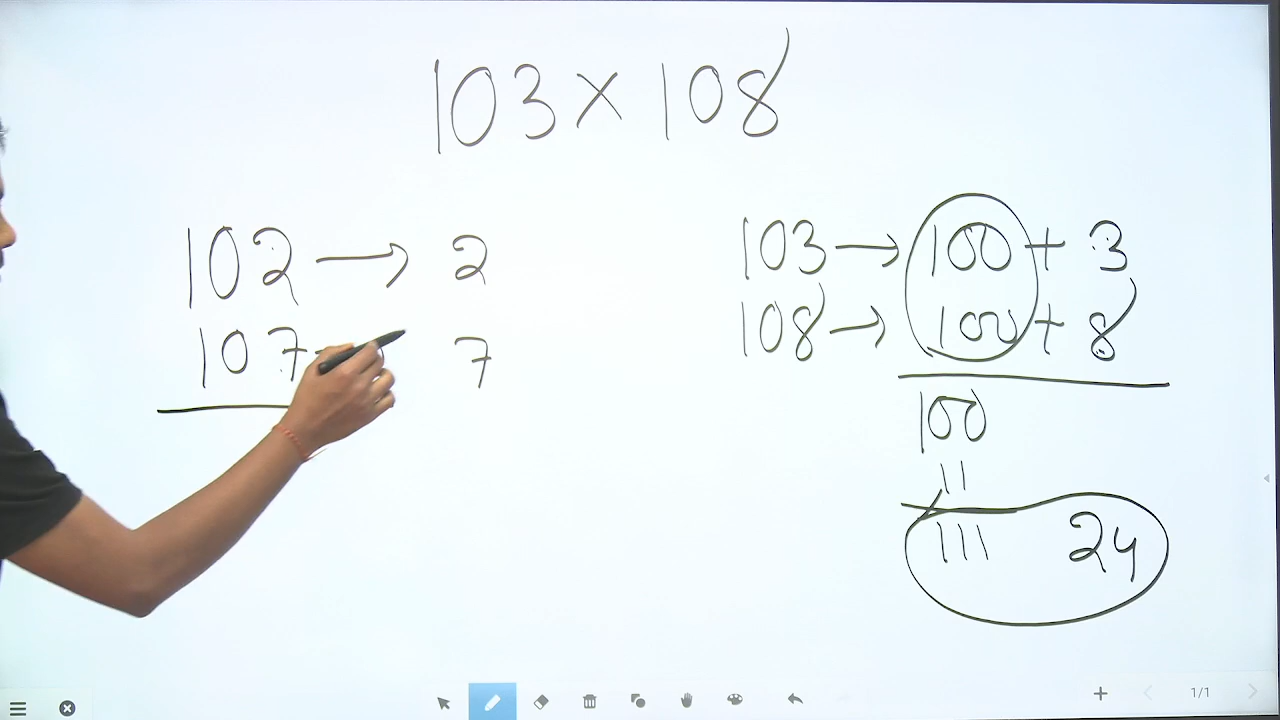 103 × 108
102 → 2
107 7
103 → 100 + 3
108 → 100 + 8
100
11
111 24
1/1